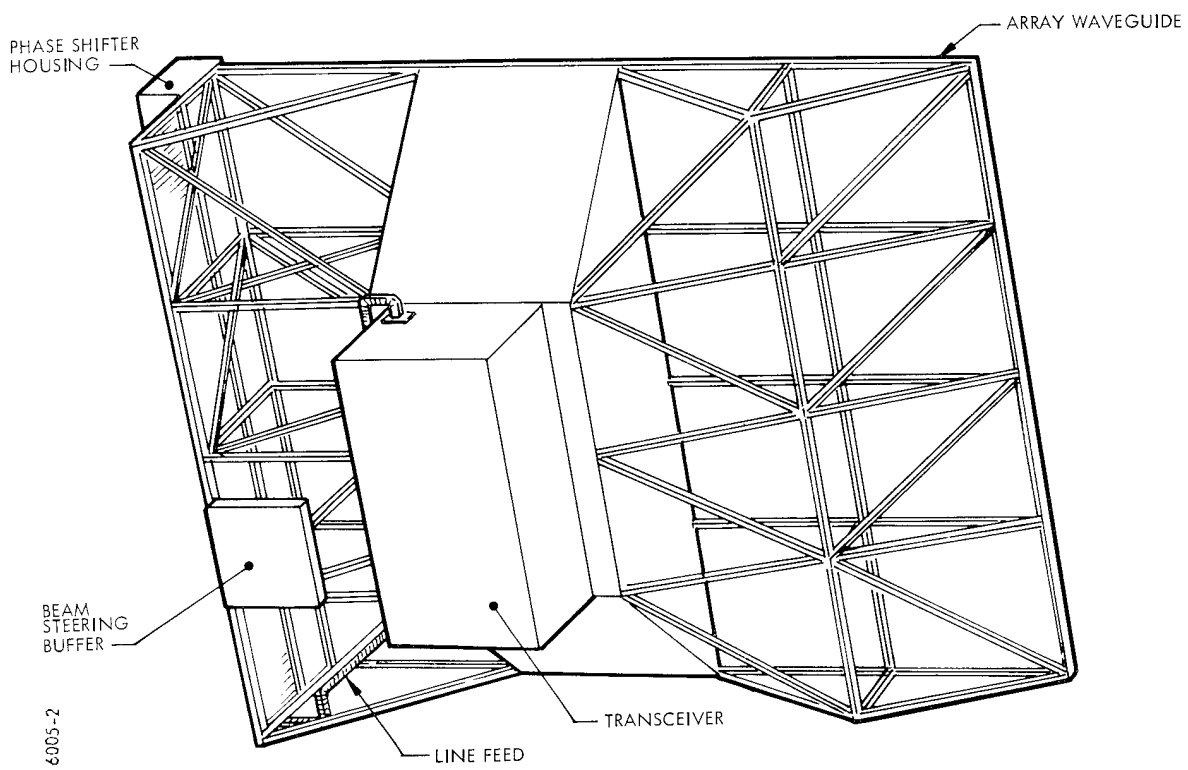 PHASE SHIFTER
HOUSING
ARRAY WAVEGUIDE
BEAM
STEERING
BUFFER
TRANSCEIVER
LINE FEED
6005-2